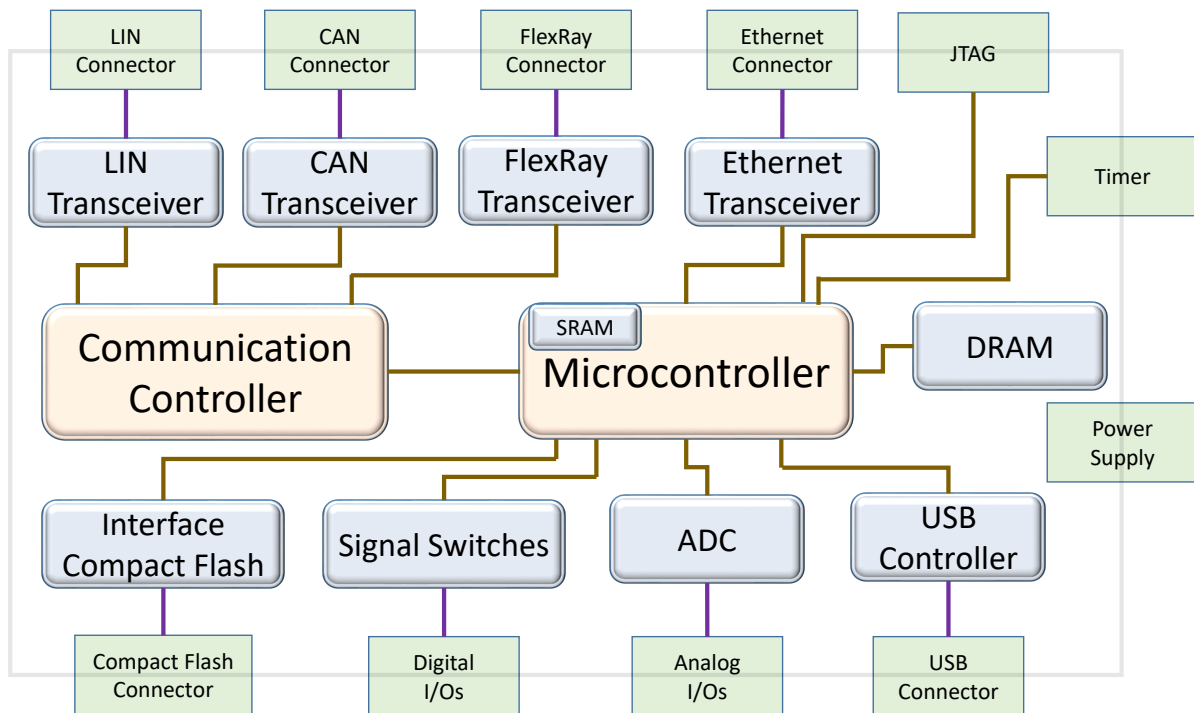 LIN
Connector
CAN
Connector
FlexRay
Connector
Ethernet
Connector
JTAG
LIN
Transceiver
CAN
Transceiver
FlexRay
Transceiver
Ethernet
Transceiver
Timer
Communication
Controller
SRAM
Microcontroller
DRAM
Power
Supply
Interface
Compact Flash
Signal Switches
ADC
USB
Controller
Compact Flash
Connector
Digital
I/Os
Analog
I/Os
USB
Connector